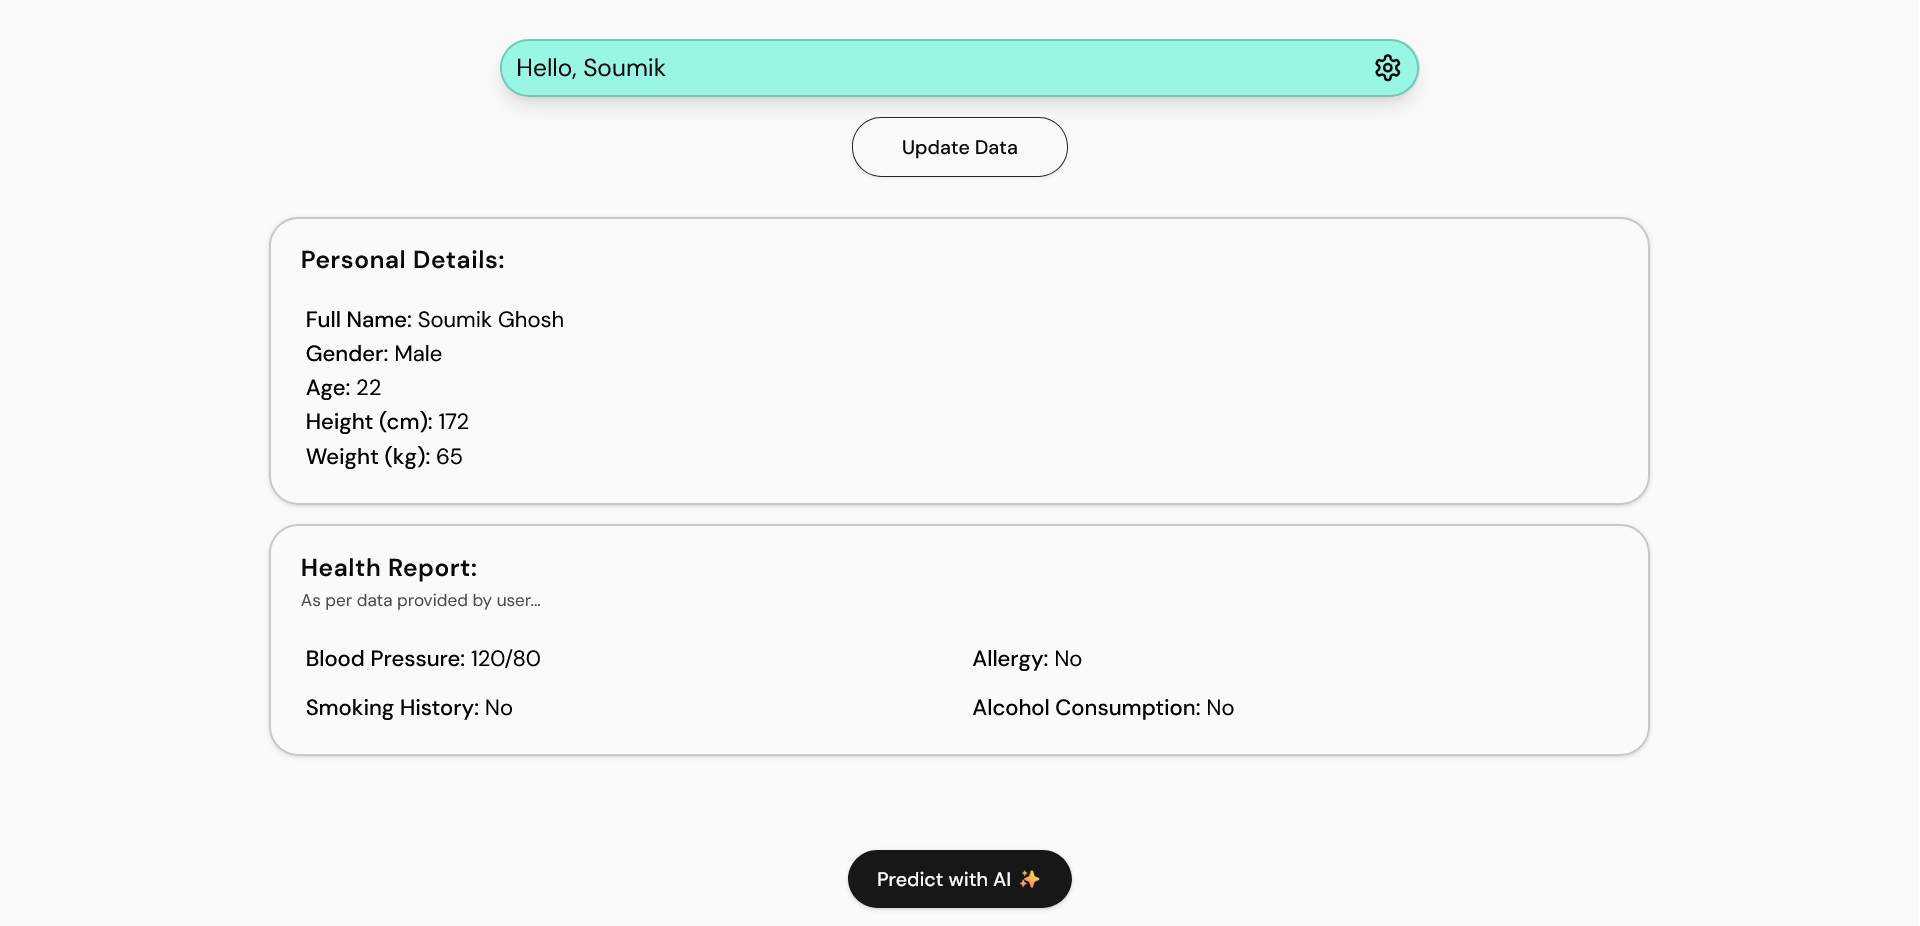 Hello, Soumik
Update Data
Personal Details:
Full Name: Soumik Ghosh
Gender: Male
Age: 22
Height (cm): 172
Weight (kg): 65
Health Report:
As per data provided by user...
Blood Pressure: 120/80
Allergy: No
Smoking History: No
Alcohol Consumption: No
Predict with AI ✨